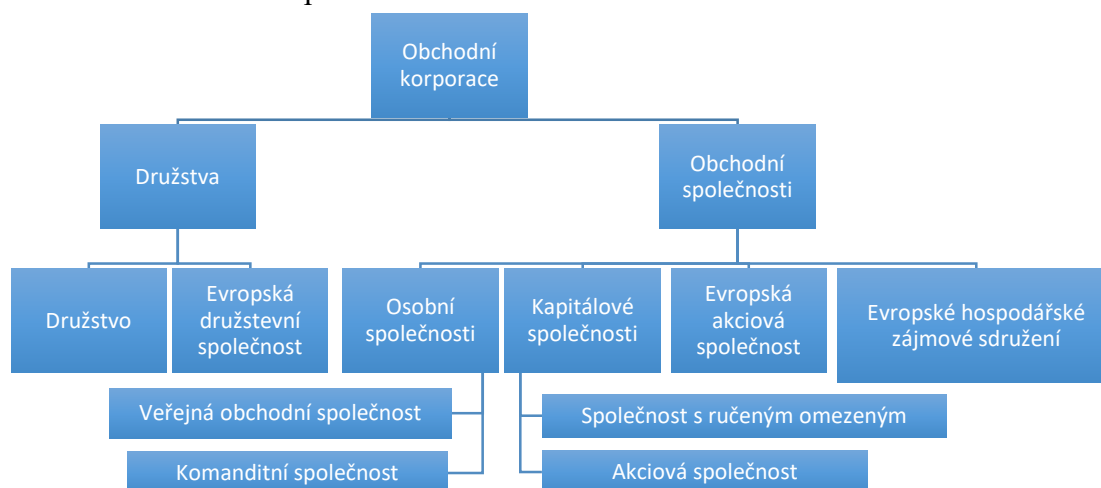 Obchodní
korporace
Družstva
Obchodní
společnosti
Družstvo
Evropská
družstevní
společnost
Osobní
společnosti
Kapitálové
společnosti
Evropská
akciová
společnost
Evropské hospodářské
zájmové sdružení
Veřejná obchodní společnost
Společnost s ručeným omezeným
Komanditní společnost
Akciová společnost